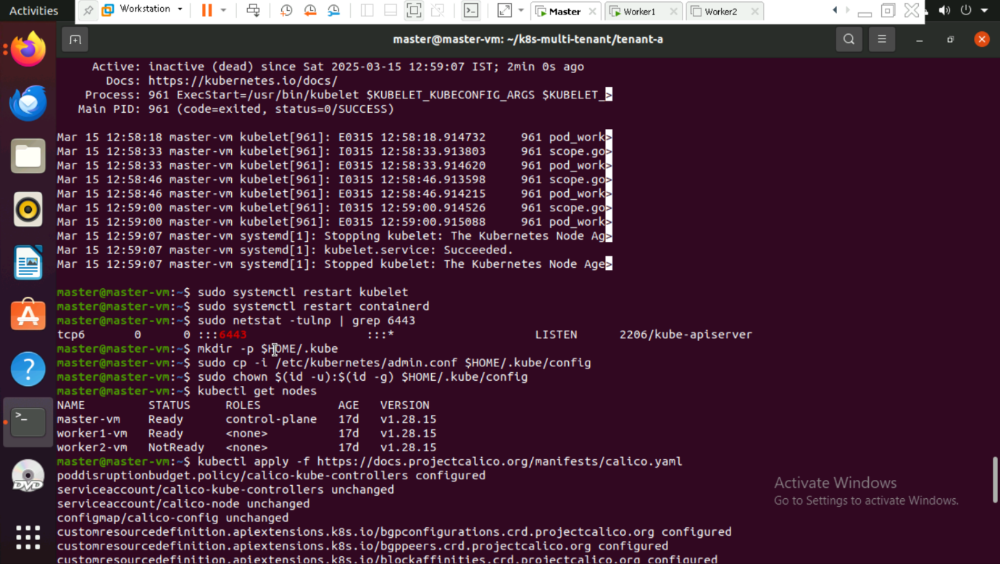 Activities
Workstation
Master
Worker1
Worker2
master@master-vm: ~/k8s-multi-tenant/tenant-a
Active: inactive (dead) since Sat 2025-03-15 12:59:07 IST; 2min 0s ago
Docs: https://kubernetes.io/docs/
Process: 961 ExecStart=/usr/bin/kubelet $KUBELET_KUBECONFIG_ARGS $KUBELET_>
Main PID: 961 (code=exited, status=0/SUCCESS)
Mar 15 12:58:18 master-vm kubelet[961]: E0315 12:58:18.914732 961 pod_work>
Mar 15 12:58:33 master-vm kubelet[961]: I0315 12:58:33.913803 961 scope.go>
Mar 15 12:58:33 master-vm kubelet[961]: E0315 12:58:33.914620 961 pod_work>
Mar 15 12:58:46 master-vm kubelet[961]: I0315 12:58:46.913598 961 scope.go>
Mar 15 12:58:46 master-vm kubelet[961]: E0315 12:58:46.914215 961 pod_work>
Mar 15 12:59:00 master-vm kubelet[961]: I0315 12:59:00.914526 961 scope.go>
Mar 15 12:59:00 master-vm kubelet[961]: E0315 12:59:00.915088 961 pod_work>
Mar 15 12:59:07 master-vm systemd[1]: Stopping kubelet: The Kubernetes Node Ag>
Mar 15 12:59:07 master-vm systemd[1]: kubelet.service: Succeeded.
Mar 15 12:59:07 master-vm systemd[1]: Stopped kubelet: The Kubernetes Node Age>
master@master-vm:~$ sudo systemctl restart kubelet
master@master-vm:~$ sudo systemctl restart containerd
master@master-vm:~$ sudo netstat -tulnp | grep 6443
tcp6 0 0 :::6443 :::* LISTEN 2206/kube-apiserver
master@master-vm:~$ mkdir -p $HOME/.kube
master@master-vm:~$ sudo cp -i /etc/kubernetes/admin.conf $HOME/.kube/config
master@master-vm:~$ sudo chown $(id -u):$(id -g) $HOME/.kube/config
master@master-vm:~$ kubectl get nodes
NAME STATUS ROLES AGE VERSION
master-vm Ready control-plane 17d v1.28.15
worker1-vm Ready <none> 17d v1.28.15
worker2-vm NotReady <none> 17d v1.28.15
master@master-vm:~$ kubectl apply -f https://docs.projectcalico.org/manifests/calico.yaml
poddisruptionbudget.policy/calico-kube-controllers configured
serviceaccount/calico-kube-controllers unchanged
serviceaccount/calico-node unchanged
configmap/calico-config unchanged
customresourcedefinition.apiextensions.k8s.io/bgpconfigurations.crd.projectcalico.org configured
customresourcedefinition.apiextensions.k8s.io/bgppeers.crd.projectcalico.org configured
customresourcedefinition.apiextensions.k8s.io/blockaffinities.crd.projectcalico.org configured
Activate Windows
Go to Settings to activate Windows.
DVD